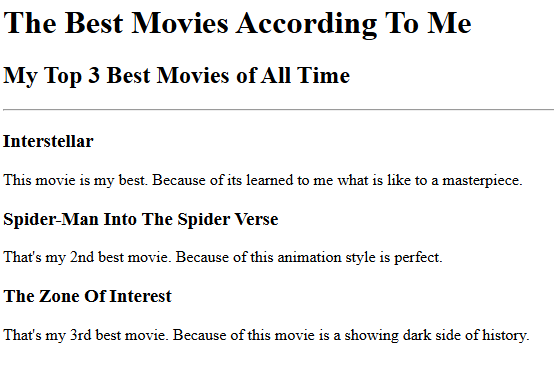 The Best Movies According To Me
My Top 3 Best Movies of All Time
Interstellar
This movie is my best. Because of its learned to me what is like to a masterpiece.
Spider-Man Into The Spider Verse
That's my 2nd best movie. Because of this animation style is perfect.
The Zone Of Interest
That's my 3rd best movie. Because of this movie is a showing dark side of history.